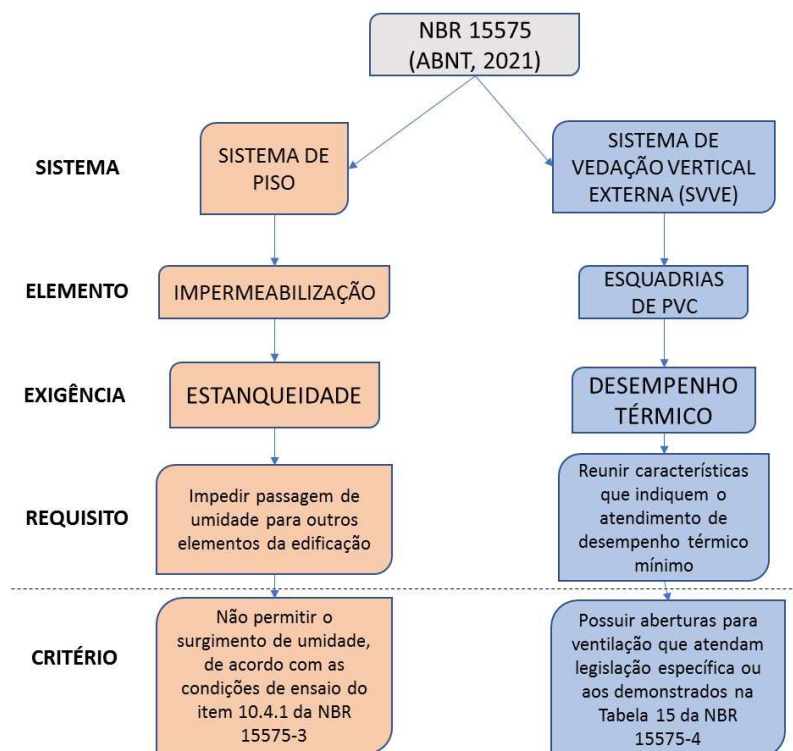 NBR 15575
(ABNT, 2021)
SISTEMA
SISTEMA DE
PISO
SISTEMA DE
VEDAÇÃO VERTICAL
EXTERNA (SVVE)
ELEMENTO
IMPERMEABILIZAÇÃO
ESQUADRIAS
DE PVC
EXIGÊNCIA
ESTANQUEIDADE
DESEMPENHO
TÉRMICO
REQUISITO
Impedir passagem de
umidade para outros
elementos da edificação
Reunir características
que indiquem o
atendimento de
desempenho térmico
mínimo
CRITÉRIO
Não permitir o
surgimento de umidade,
de acordo com as
condições de ensaio do
item 10.4.1 da NBR
15575-3
Possuir aberturas para
ventilação que atendam
legislação específica ou
aos demonstrados na
Tabela 15 da NBR
15575-4